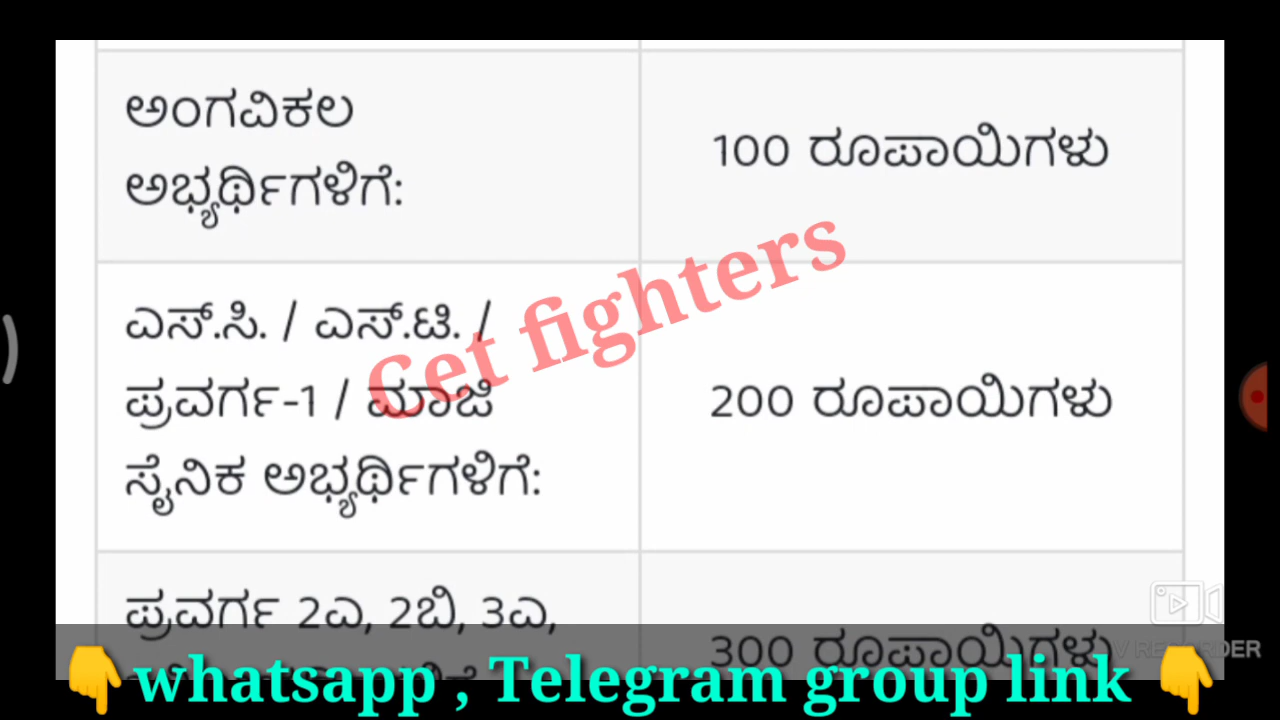 ಅಂಗವಿಕಲ
ಅಭ್ಯರ್ಥಿಗಳಿಗೆ:
100 ರೂಪಾಯಿಗಳು
ಎಸ್.ಸಿ. / ಎಸ್.ಟಿ. /
ಪ್ರವರ್ಗ-1 / ಮಾಜಿ
ಸೈನಿಕ ಅಭ್ಯರ್ಥಿಗಳಿಗೆ:
200 ರೂಪಾಯಿಗಳು
Cet fighters
ಪ್ರವರ್ಗ 2ಎ, 2ಬಿ, 3ಎ,
300 ರೂಪಾಯಿಗಳು
V RECORDER
👇whatsapp , Telegram group link 👇